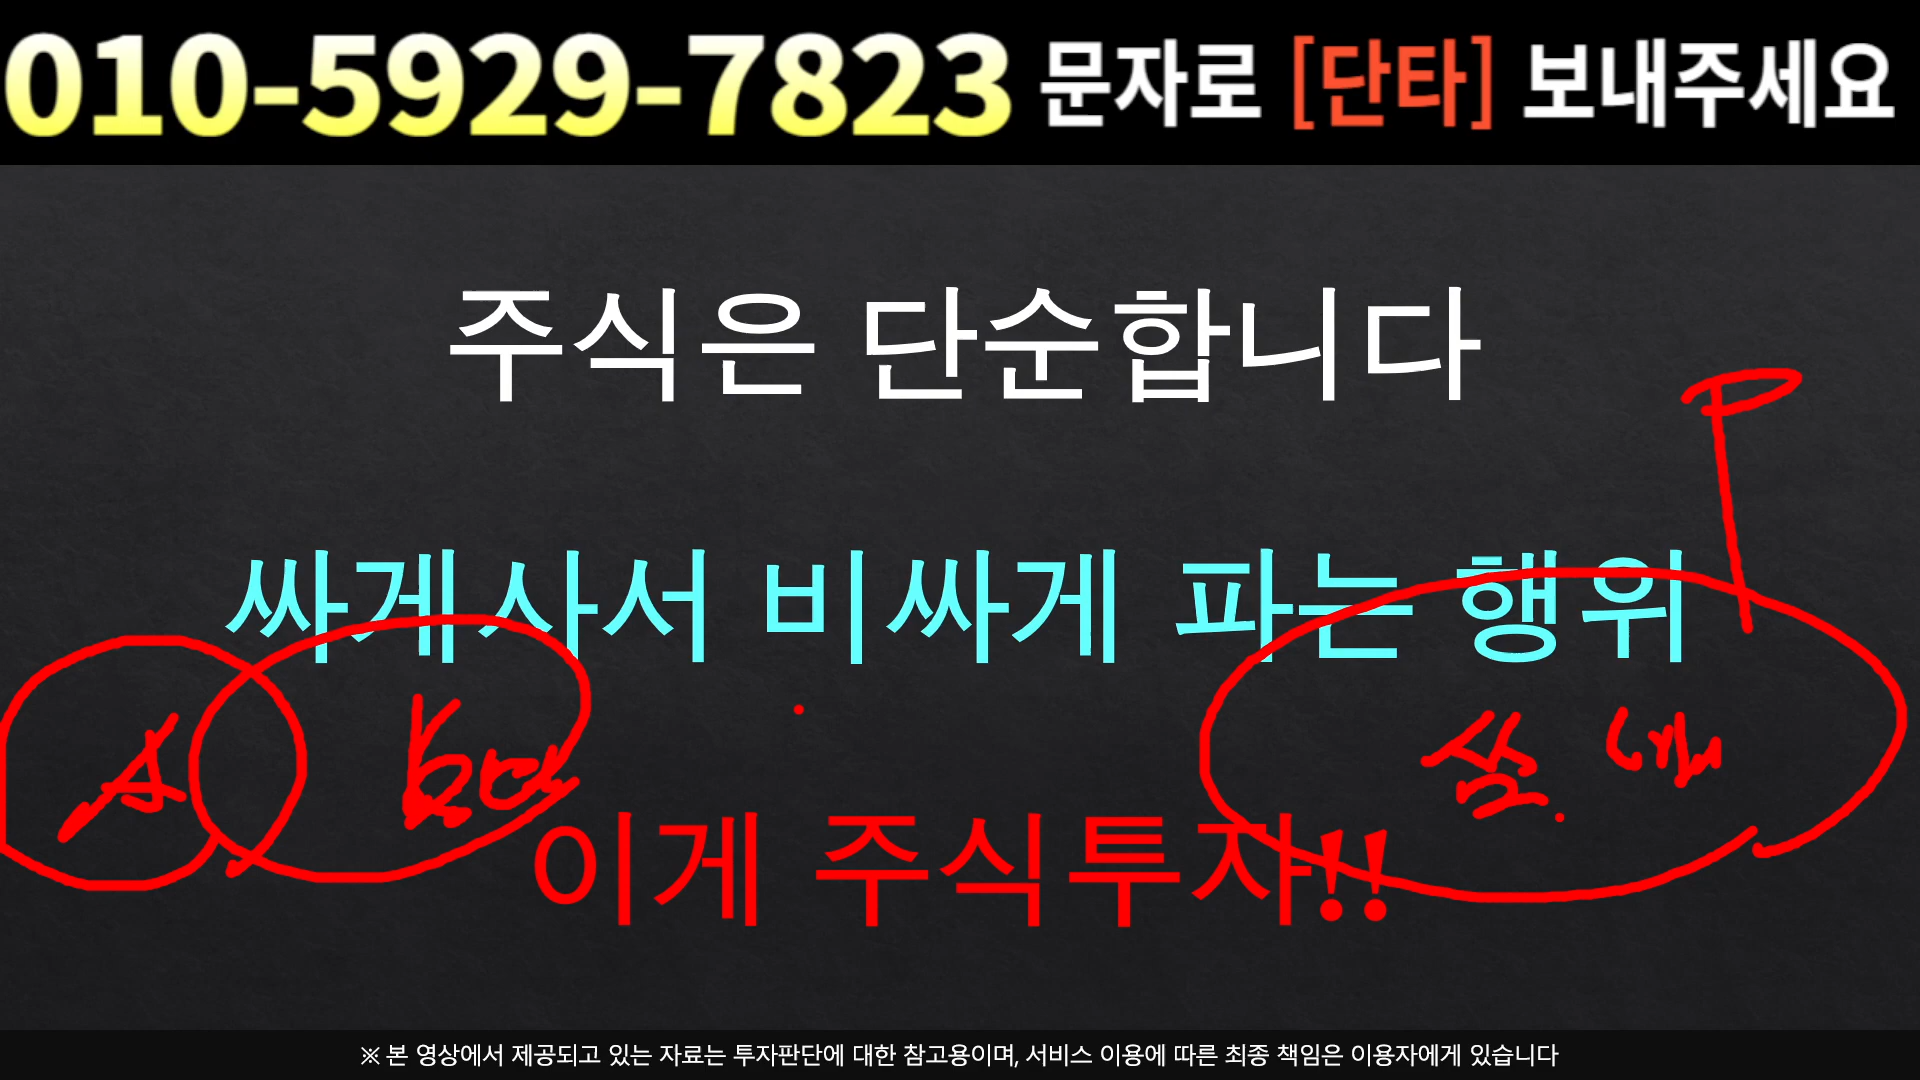 010-5929-7823 문자로 [단타] 보내주세요
주식은 단순합니다
싸게사서 비싸게 파는 행위
A
이게 주식투자!!
※ 본 영상에서 제공되고 있는 자료는 투자판단에 대한 참고용이며, 서비스 이용에 따른 최종 책임은 이용자에게 있습니다